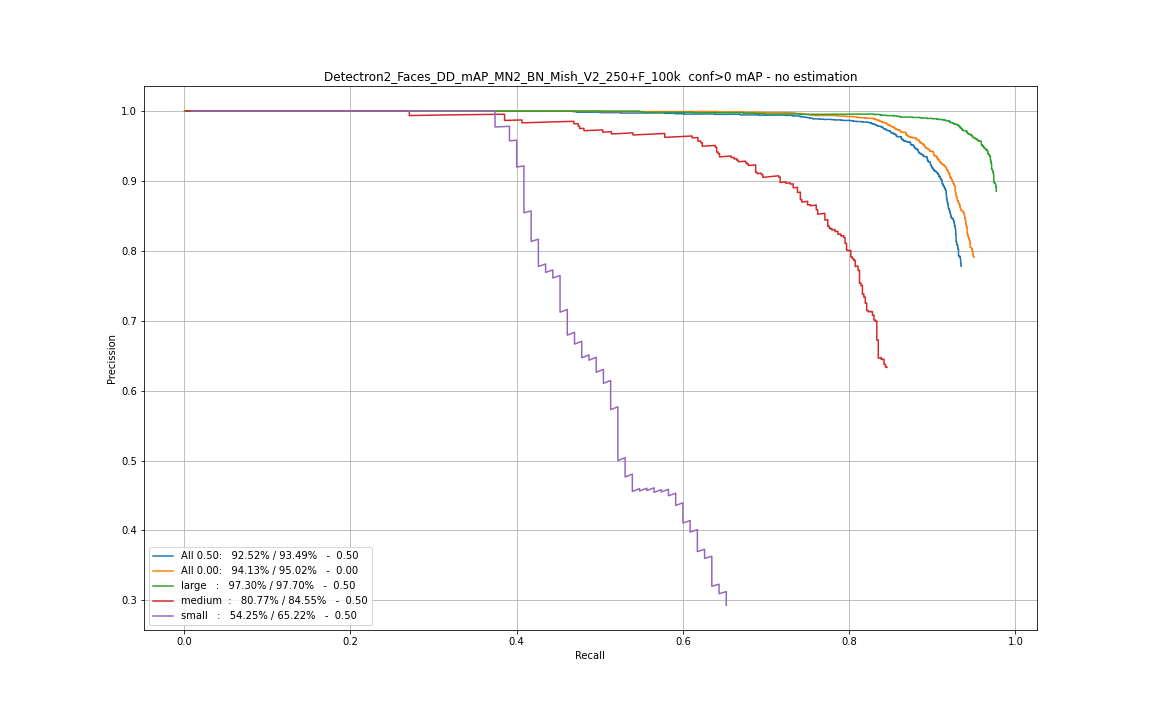 Detectron2_Faces_DD_mAP_MN2_BN_Mish_V2_250+F_100k  conf>0 mAP - no estimation
1.0
0.9
0.8
0.7
0.6
0.5
0.4
0.3
Precission
All 0.50:   92.52% / 93.49%   -  0.50
All 0.00:   94.13% / 95.02%   -  0.00
large   :   97.30% / 97.70%   -  0.50
medium  :   80.77% / 84.55%   -  0.50
small   :   54.25% / 65.22%   -  0.50
0.0 0.2 0.4 0.6 0.8 1.0
Recall